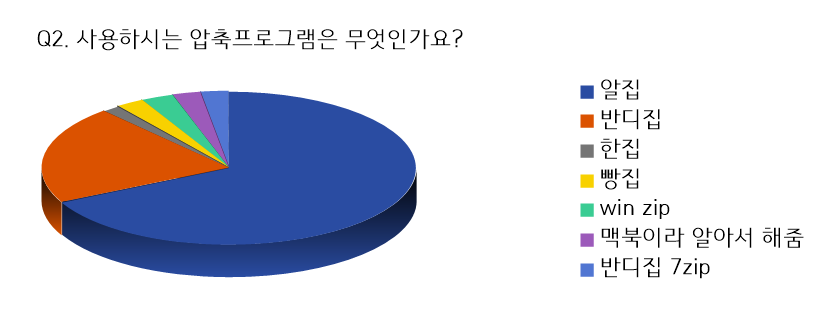 Q2. 사용하시는 압축프로그램은 무엇인가요?
알집
반디집
한집
빵집
win zip
맥북이라 알아서 해줌
반디집 7zip